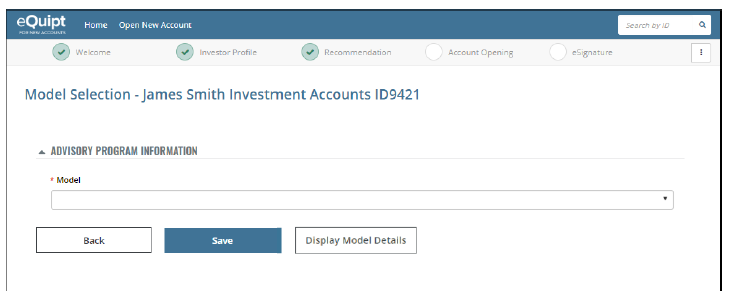 eQuipt Home Open New Account Search by ID
FOR NEW ACCOUNTS
Welcome Investor Profile Recommendation Account Opening eSignature
Model Selection - James Smith Investment Accounts ID9421
ADVISORY PROGRAM INFORMATION
* Model
Back Save Display Model Details